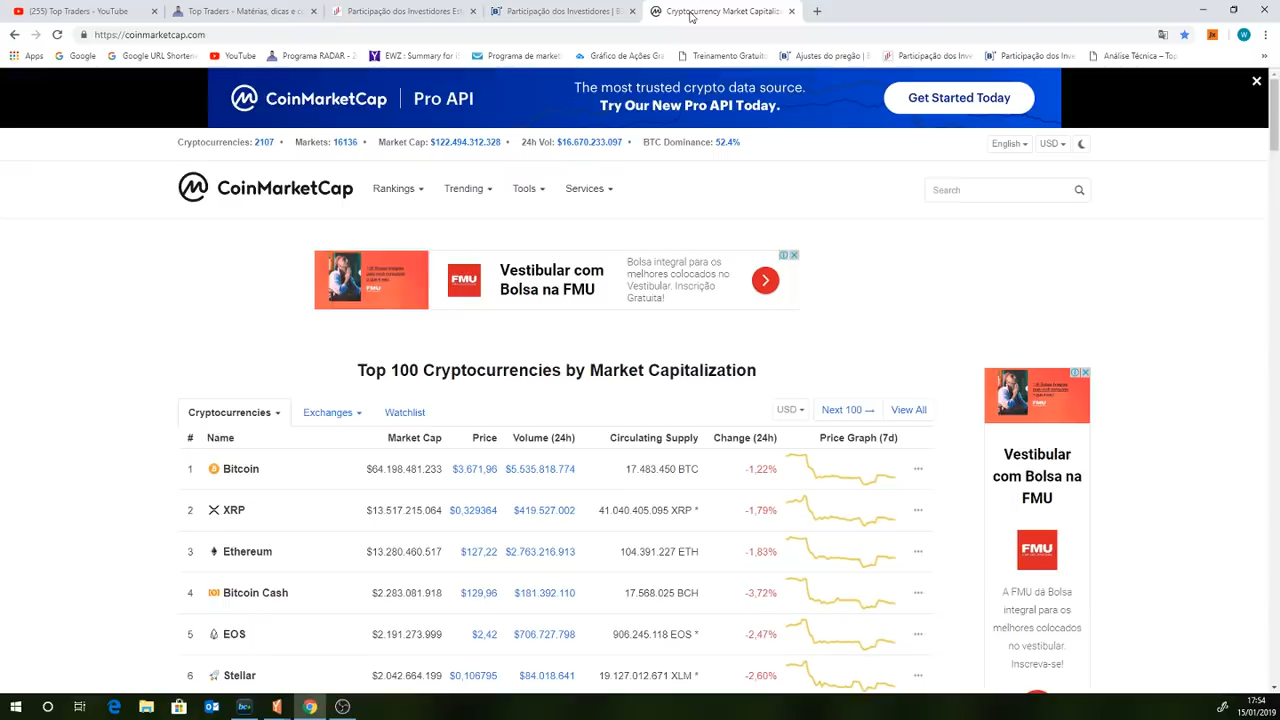 (255) Top Traders - YouTube
Top Traders - Matérias, dicas e c
Participação dos Investidores Est
Participação dos Investidores | B
Cryptocurrency Market Capitaliz
https://coinmarketcap.com
Apps Google Google URL Shortene YouTube Programa RADAR - 2 EWZ : Summary for i Programa de market Gráfico de Ações Gra Treinamento Gratuito Ajustes do pregão | Participação dos Inve Participação dos Inve Análise Técnica – Top »
CoinMarketCap | Pro API
The most trusted crypto data source.
Try Our New Pro API Today.
Get Started Today
Cryptocurrencies: 2107 • Markets: 16136 • Market Cap: $122.494.312.328 • 24h Vol: $16.670.233.097 • BTC Dominance: 52.4%
English USD
CoinMarketCap Rankings Trending Tools Services
Search
FMU
Vestibular com
Bolsa na FMU
Bolsa integral para os
melhores colocados no
Vestibular. Inscrição
Gratuita!
Top 100 Cryptocurrencies by Market Capitalization
Cryptocurrencies Exchanges Watchlist USD Next 100 → View All
# Name Market Cap Price Volume (24h) Circulating Supply Change (24h) Price Graph (7d)
1 Bitcoin $64.198.481.233 $3.671,96 $5.535.818.774 17.483.450 BTC -1,22%
2 XRP $13.517.215.064 $0,329364 $419.527.002 41.040.405.095 XRP * -1,79%
3 Ethereum $13.280.460.517 $127,22 $2.763.216.913 104.391.227 ETH -1,83%
4 Bitcoin Cash $2.283.081.918 $129,96 $181.392.110 17.568.025 BCH -3,72%
5 EOS $2.191.273.999 $2,42 $706.727.798 906.245.118 EOS * -2,47%
6 Stellar $2.042.664.199 $0,106795 $84.018.641 19.127.012.671 XLM * -2,60%
Vestibular
com Bolsa na
FMU
FMU
A FMU dá Bolsa
integral para os
melhores colocados
no vestibular.
Inscreva-se!
17:54
15/01/2019